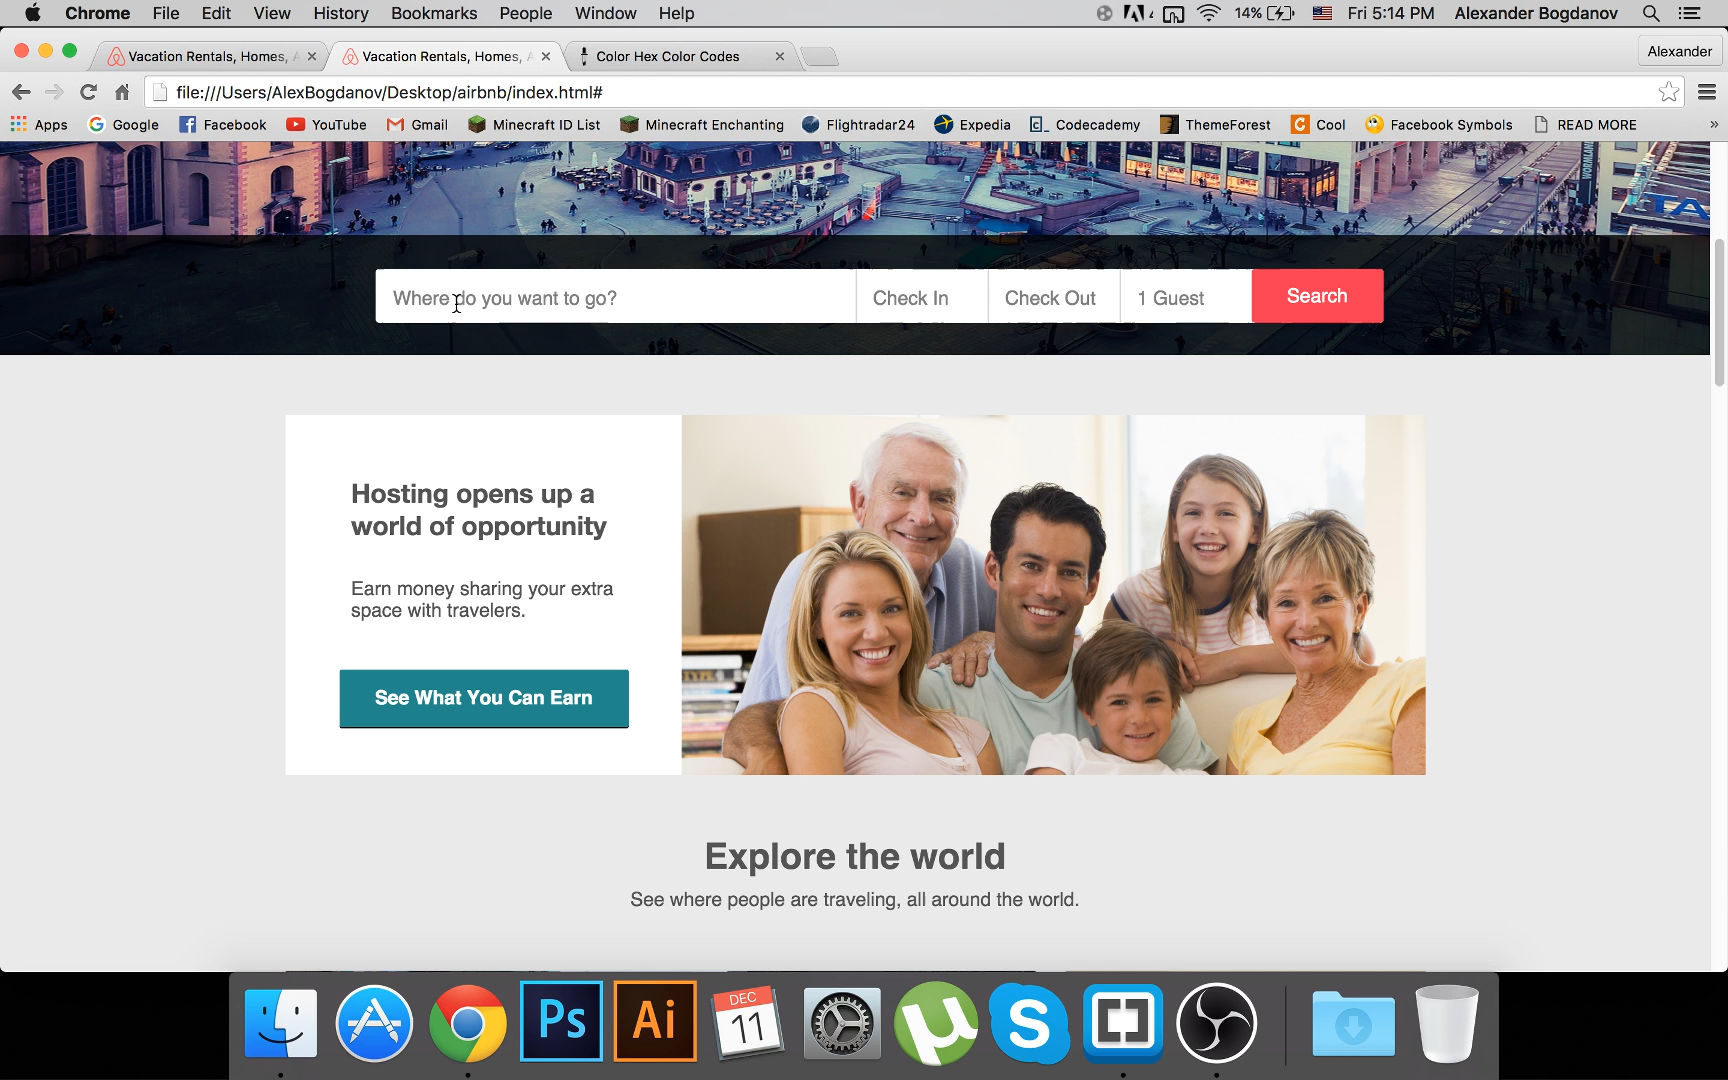 Chrome File Edit View History Bookmarks People Window Help 4 14% Fri 5:14 PM Alexander Bogdanov
Vacation Rentals, Homes, Vacation Rentals, Homes, Color Hex Color Codes Alexander
file:///Users/AlexBogdanov/Desktop/airbnb/index.html#
Apps Google Facebook YouTube Gmail Minecraft ID List Minecraft Enchanting Flightradar24 Expedia Codecademy ThemeForest Cool Facebook Symbols READ MORE »
Where do you want to go? Check In Check Out 1 Guest Search
Hosting opens up a
world of opportunity
Earn money sharing your extra
space with travelers.
See What You Can Earn
Explore the world
See where people are traveling, all around the world.
Ps Ai DEC 11 µ S